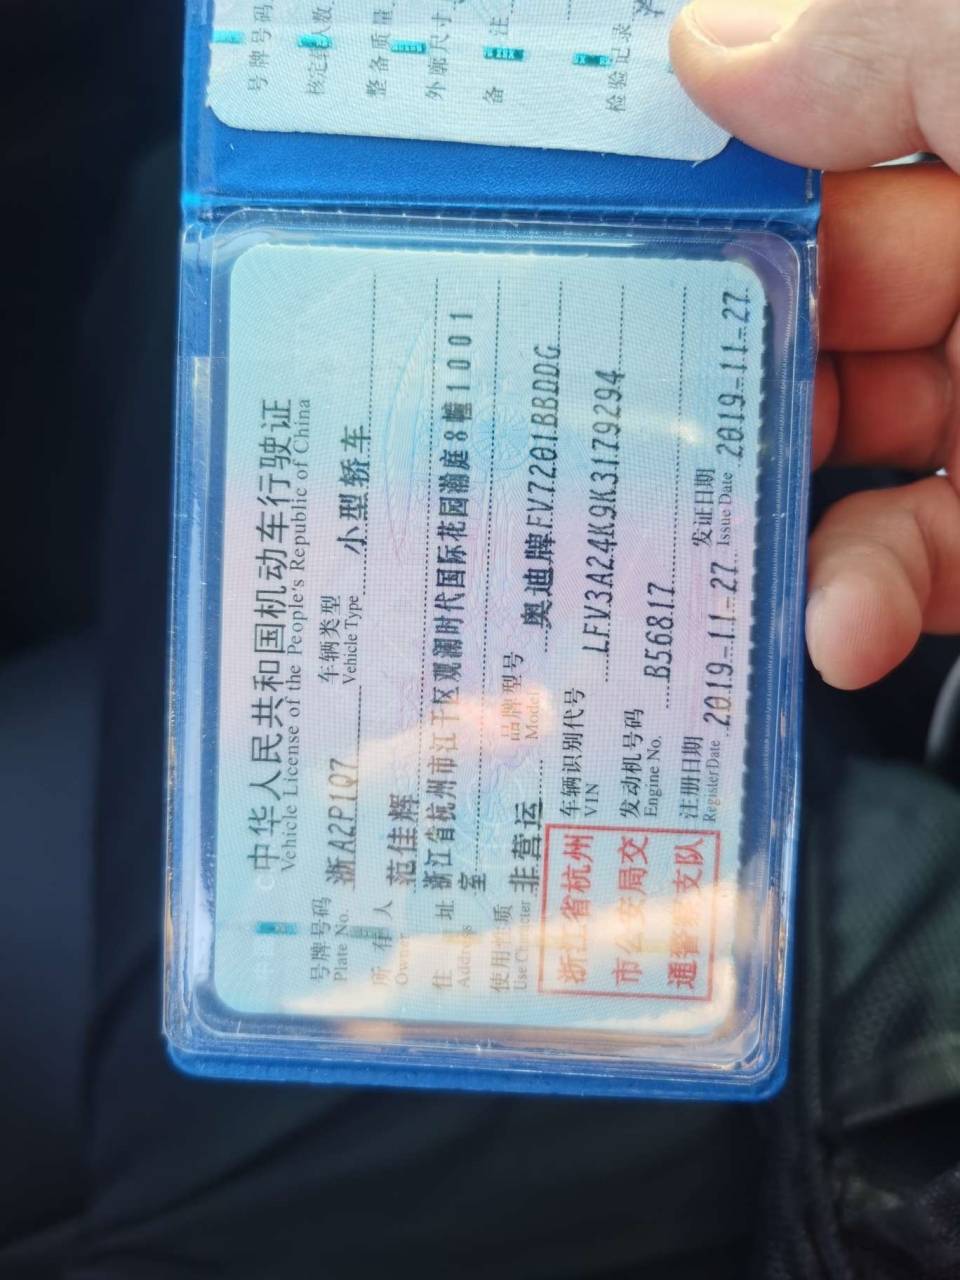 中华人民共和国机动车行驶证
Vehicle License of the People's Republic of China
号牌号码 浙A2P1Q7 车辆类型 小型轿车
Plate No. Vehicle Type
所有人 范佳辉
Owner
住址 浙江省杭州市江干区观澜时代国际花园瀚庭8幢1001
Address 室
使用性质 非营运 品牌型号 奥迪牌FV7201BBDDG
Use Character Model
浙江省杭州
市公安局交
通警察支队
车辆识别代号 LFV3A24K9K3179294
VIN
发动机号码 B56817
Engine No.
注册日期 2019-11-27 发证日期 2019-11-27
Register Date Issue Date
号牌号码
核定载人数
整备质量
外廓尺寸
备注
检验记录